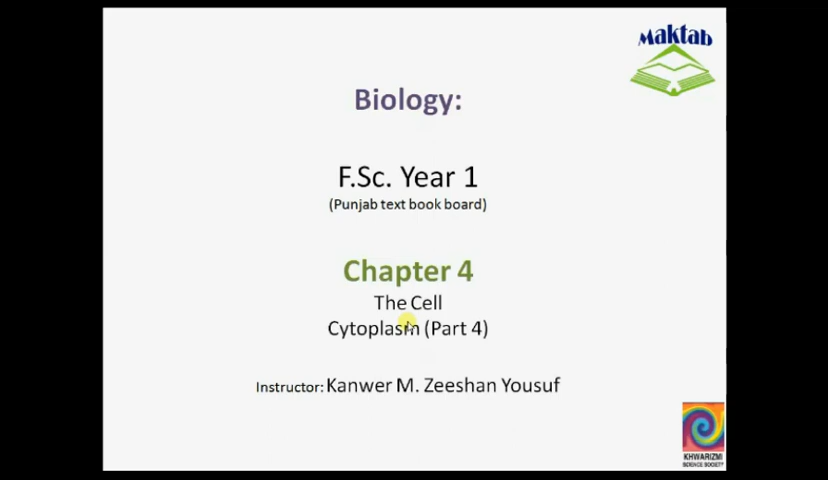 Maktab
Biology:
F.Sc. Year 1
(Punjab text book board)
Chapter 4
The Cell
Cytoplasm (Part 4)
Instructor: Kanwer M. Zeeshan Yousuf
KHWARIZMI
SCIENCE SOCIETY